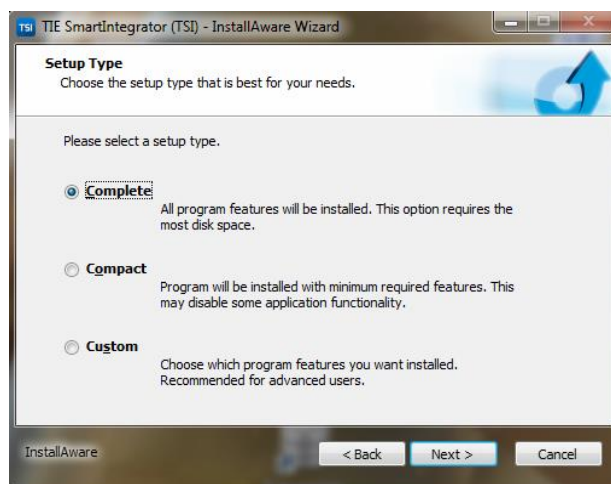 TSI TIE SmartIntegrator (TSI) - InstallAware Wizard
Setup Type
Choose the setup type that is best for your needs.
Please select a setup type.
Complete
All program features will be installed. This option requires the
most disk space.
Compact
Program will be installed with minimum required features. This
may disable some application functionality.
Custom
Choose which program features you want installed.
Recommended for advanced users.
InstallAware
< Back Next > Cancel